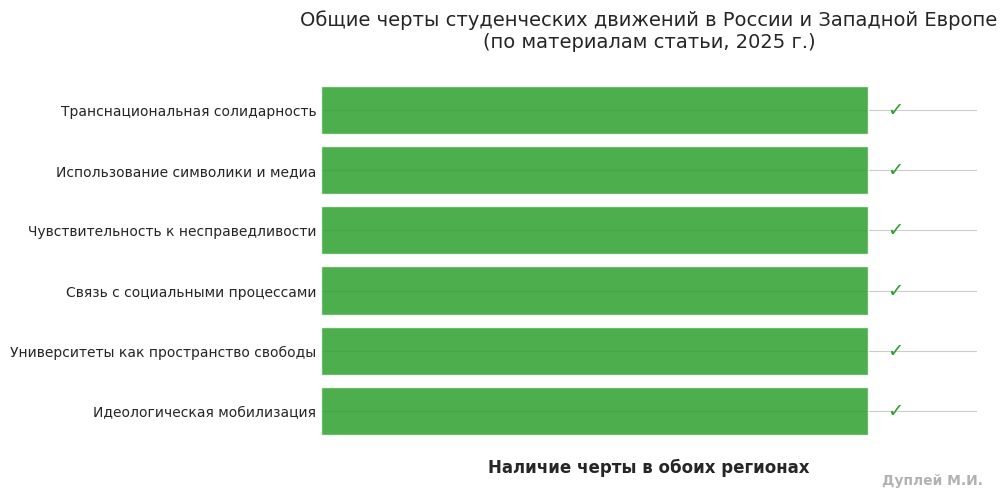 Общие черты студенческих движений в России и Западной Европе
(по материалам статьи, 2025 г.)
Транснациональная солидарность ✓
Использование символики и медиа ✓
Чувствительность к несправедливости ✓
Связь с социальными процессами ✓
Университеты как пространство свободы ✓
Идеологическая мобилизация ✓
Наличие черты в обоих регионах
Дуплей М.И.